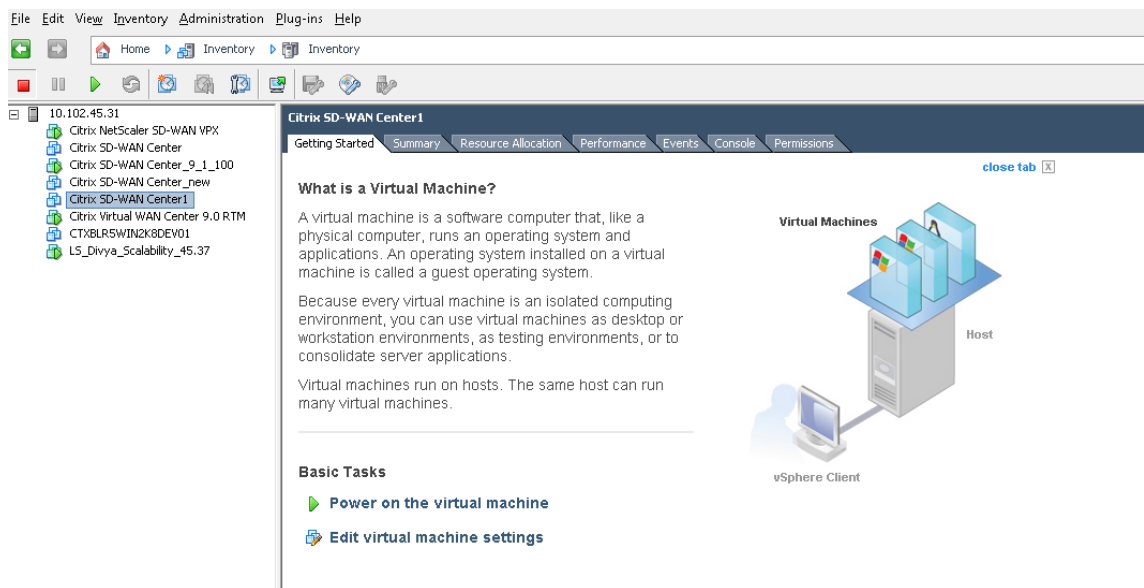 File Edit View Inventory Administration Plug-ins Help
Home Inventory Inventory
10.102.45.31
Citrix NetScaler SD-WAN VPX
Citrix SD-WAN Center
Citrix SD-WAN Center_9_1_100
Citrix SD-WAN Center_new
Citrix SD-WAN Center1
Citrix Virtual WAN Center 9.0 RTM
CTXBLR5WIN2K8DEV01
LS_Divya_Scalability_45.37
Citrix SD-WAN Center1
Getting Started Summary Resource Allocation Performance Events Console Permissions
close tab X
What is a Virtual Machine?
A virtual machine is a software computer that, like a
physical computer, runs an operating system and
applications. An operating system installed on a virtual
machine is called a guest operating system.
Because every virtual machine is an isolated computing
environment, you can use virtual machines as desktop or
workstation environments, as testing environments, or to
consolidate server applications.
Virtual machines run on hosts. The same host can run
many virtual machines.
Virtual Machines
Host
vSphere Client
Basic Tasks
Power on the virtual machine
Edit virtual machine settings